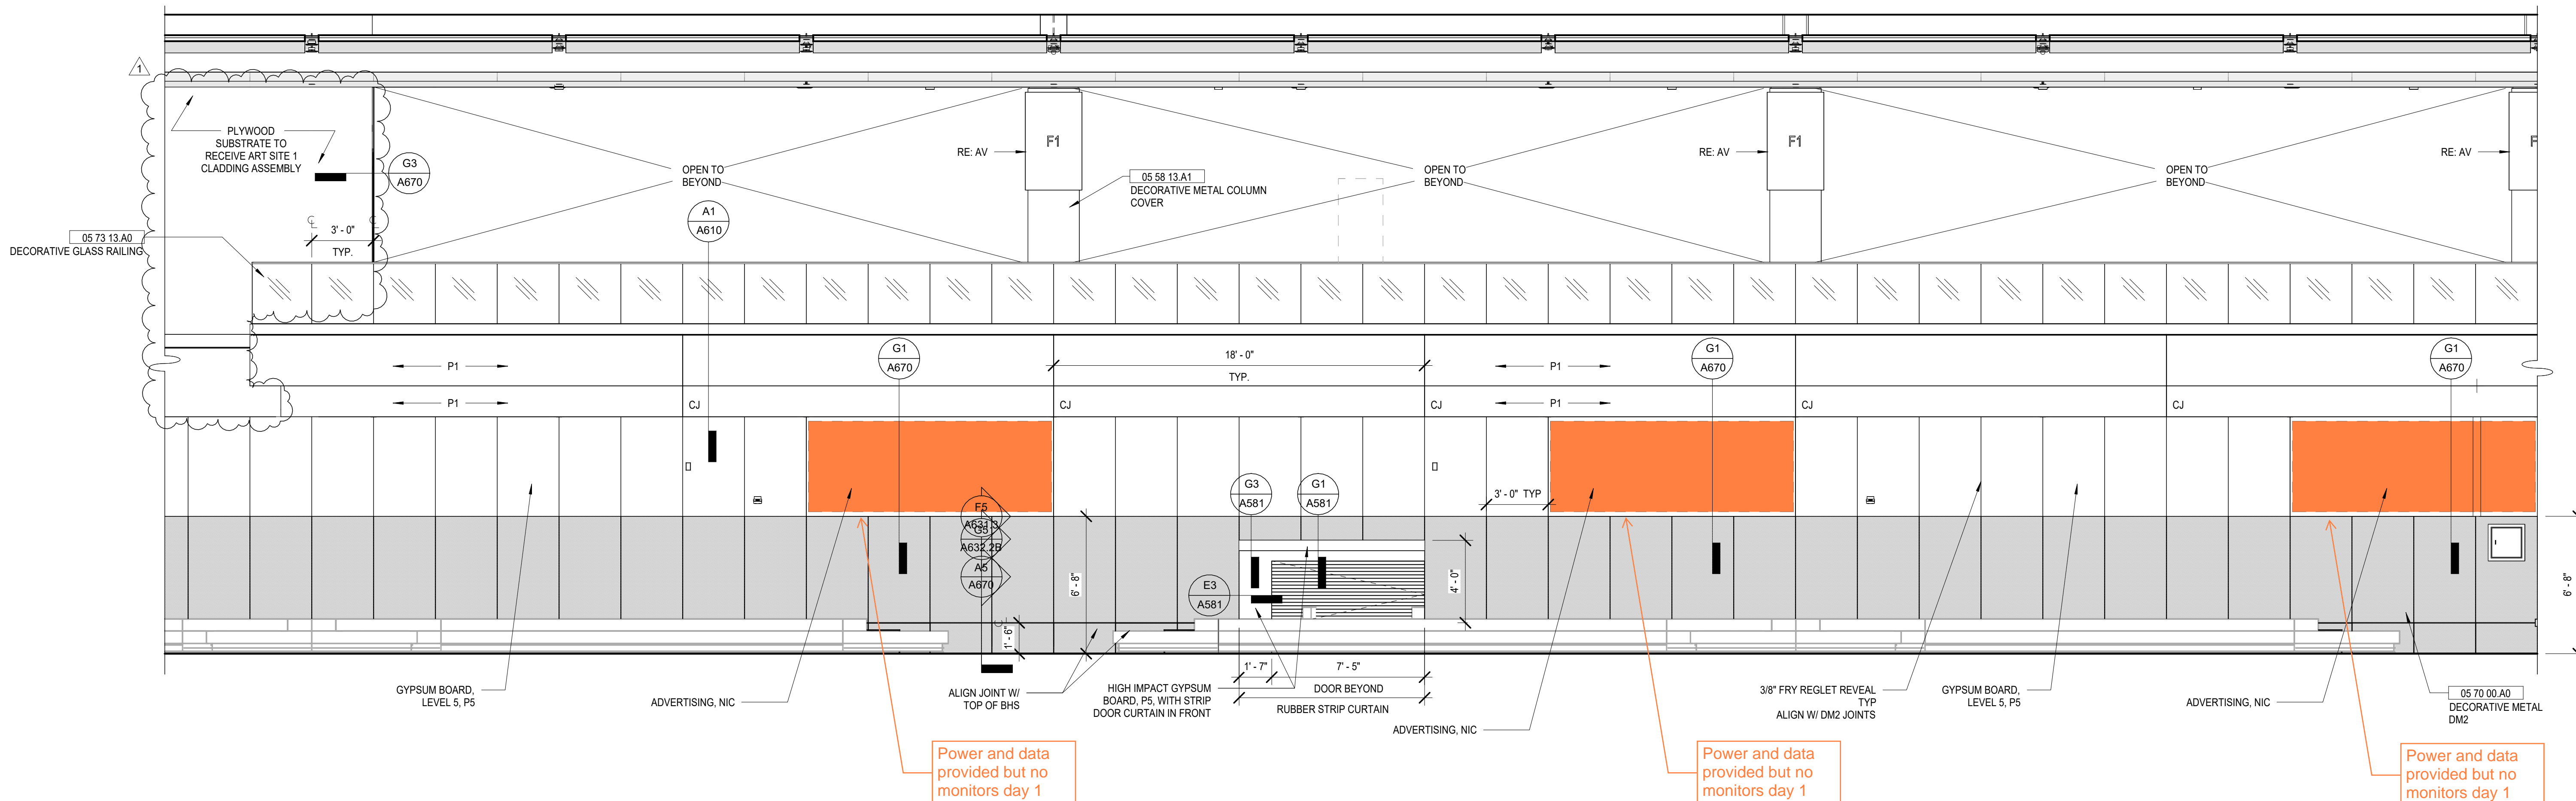 1
PLYWOOD
SUBSTRATE TO
RECEIVE ART SITE 1
CLADDING ASSEMBLY
G3
A670
OPEN TO
BEYOND
RE: AV
F1
05 58 13.A1
DECORATIVE METAL COLUMN
COVER
OPEN TO
BEYOND
RE: AV
F1
OPEN TO
BEYOND
RE: AV
F
05 73 13.A0
DECORATIVE GLASS RAILING
3' - 0"
TYP.
A1
A610
P1
P1
CJ
G1
A670
CJ
18' - 0"
TYP.
CJ
P1
P1
G1
A670
CJ
CJ
G1
A670
F5
A631.3
G5
A632.2B
A5
A670
6' - 8"
1' - 6"
G3
A581
G1
A581
E3
A581
4' - 0"
3' - 0" TYP
6' - 8"
1' - 7"
7' - 5"
DOOR BEYOND
RUBBER STRIP CURTAIN
GYPSUM BOARD,
LEVEL 5, P5
ADVERTISING, NIC
ALIGN JOINT W/
TOP OF BHS
HIGH IMPACT GYPSUM
BOARD, P5, WITH STRIP
DOOR CURTAIN IN FRONT
ADVERTISING, NIC
3/8" FRY REGLET REVEAL
TYP
ALIGN W/ DM2 JOINTS
GYPSUM BOARD,
LEVEL 5, P5
ADVERTISING, NIC
05 70 00.A0
DECORATIVE METAL
DM2
Power and data
provided but no
monitors day 1
Power and data
provided but no
monitors day 1
Power and data
provided but no
monitors day 1